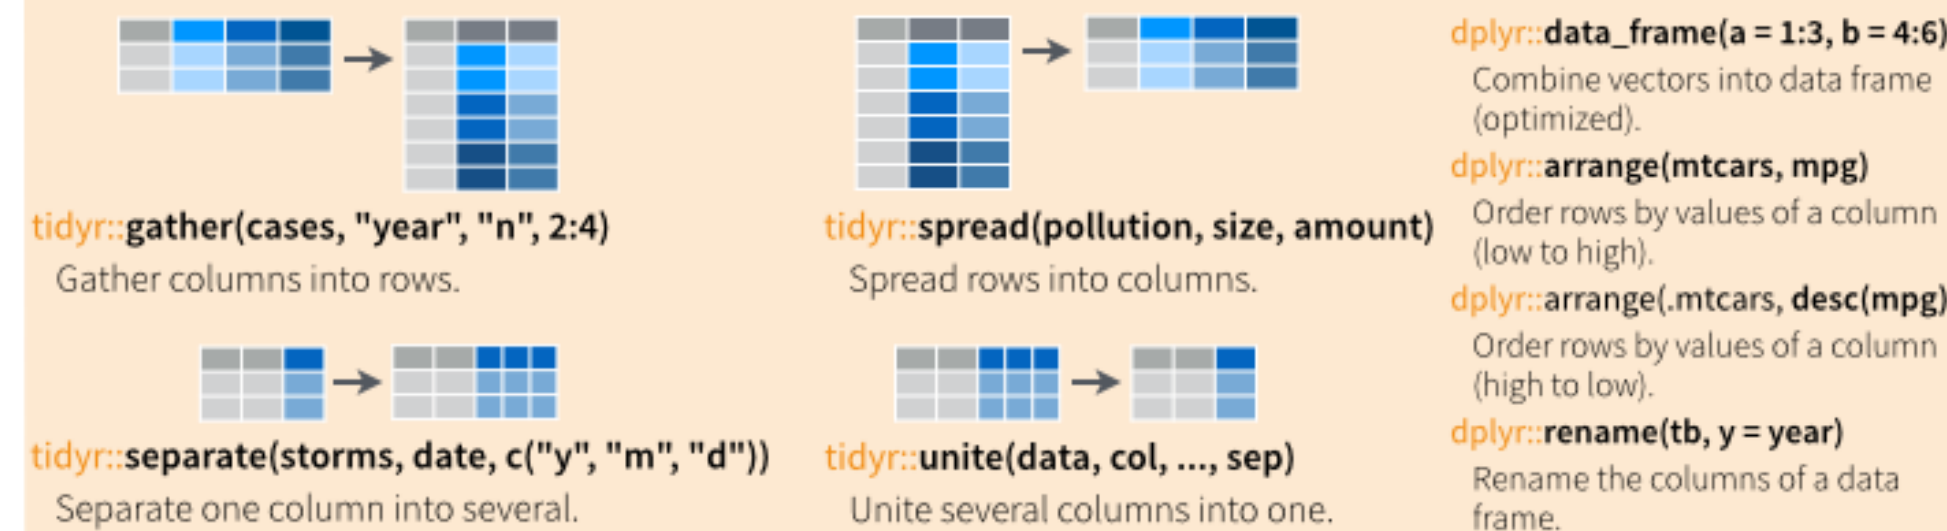 tidyr::gather(cases, "year", "n", 2:4)
Gather columns into rows.
tidyr::spread(pollution, size, amount)
Spread rows into columns.
tidyr::separate(storms, date, c("y", "m", "d"))
Separate one column into several.
tidyr::unite(data, col, ..., sep)
Unite several columns into one.
dplyr::data_frame(a = 1:3, b = 4:6)
Combine vectors into data frame
(optimized).
dplyr::arrange(mtcars, mpg)
Order rows by values of a column
(low to high).
dplyr::arrange(.mtcars, desc(mpg)
Order rows by values of a column
(high to low).
dplyr::rename(tb, y = year)
Rename the columns of a data
frame.